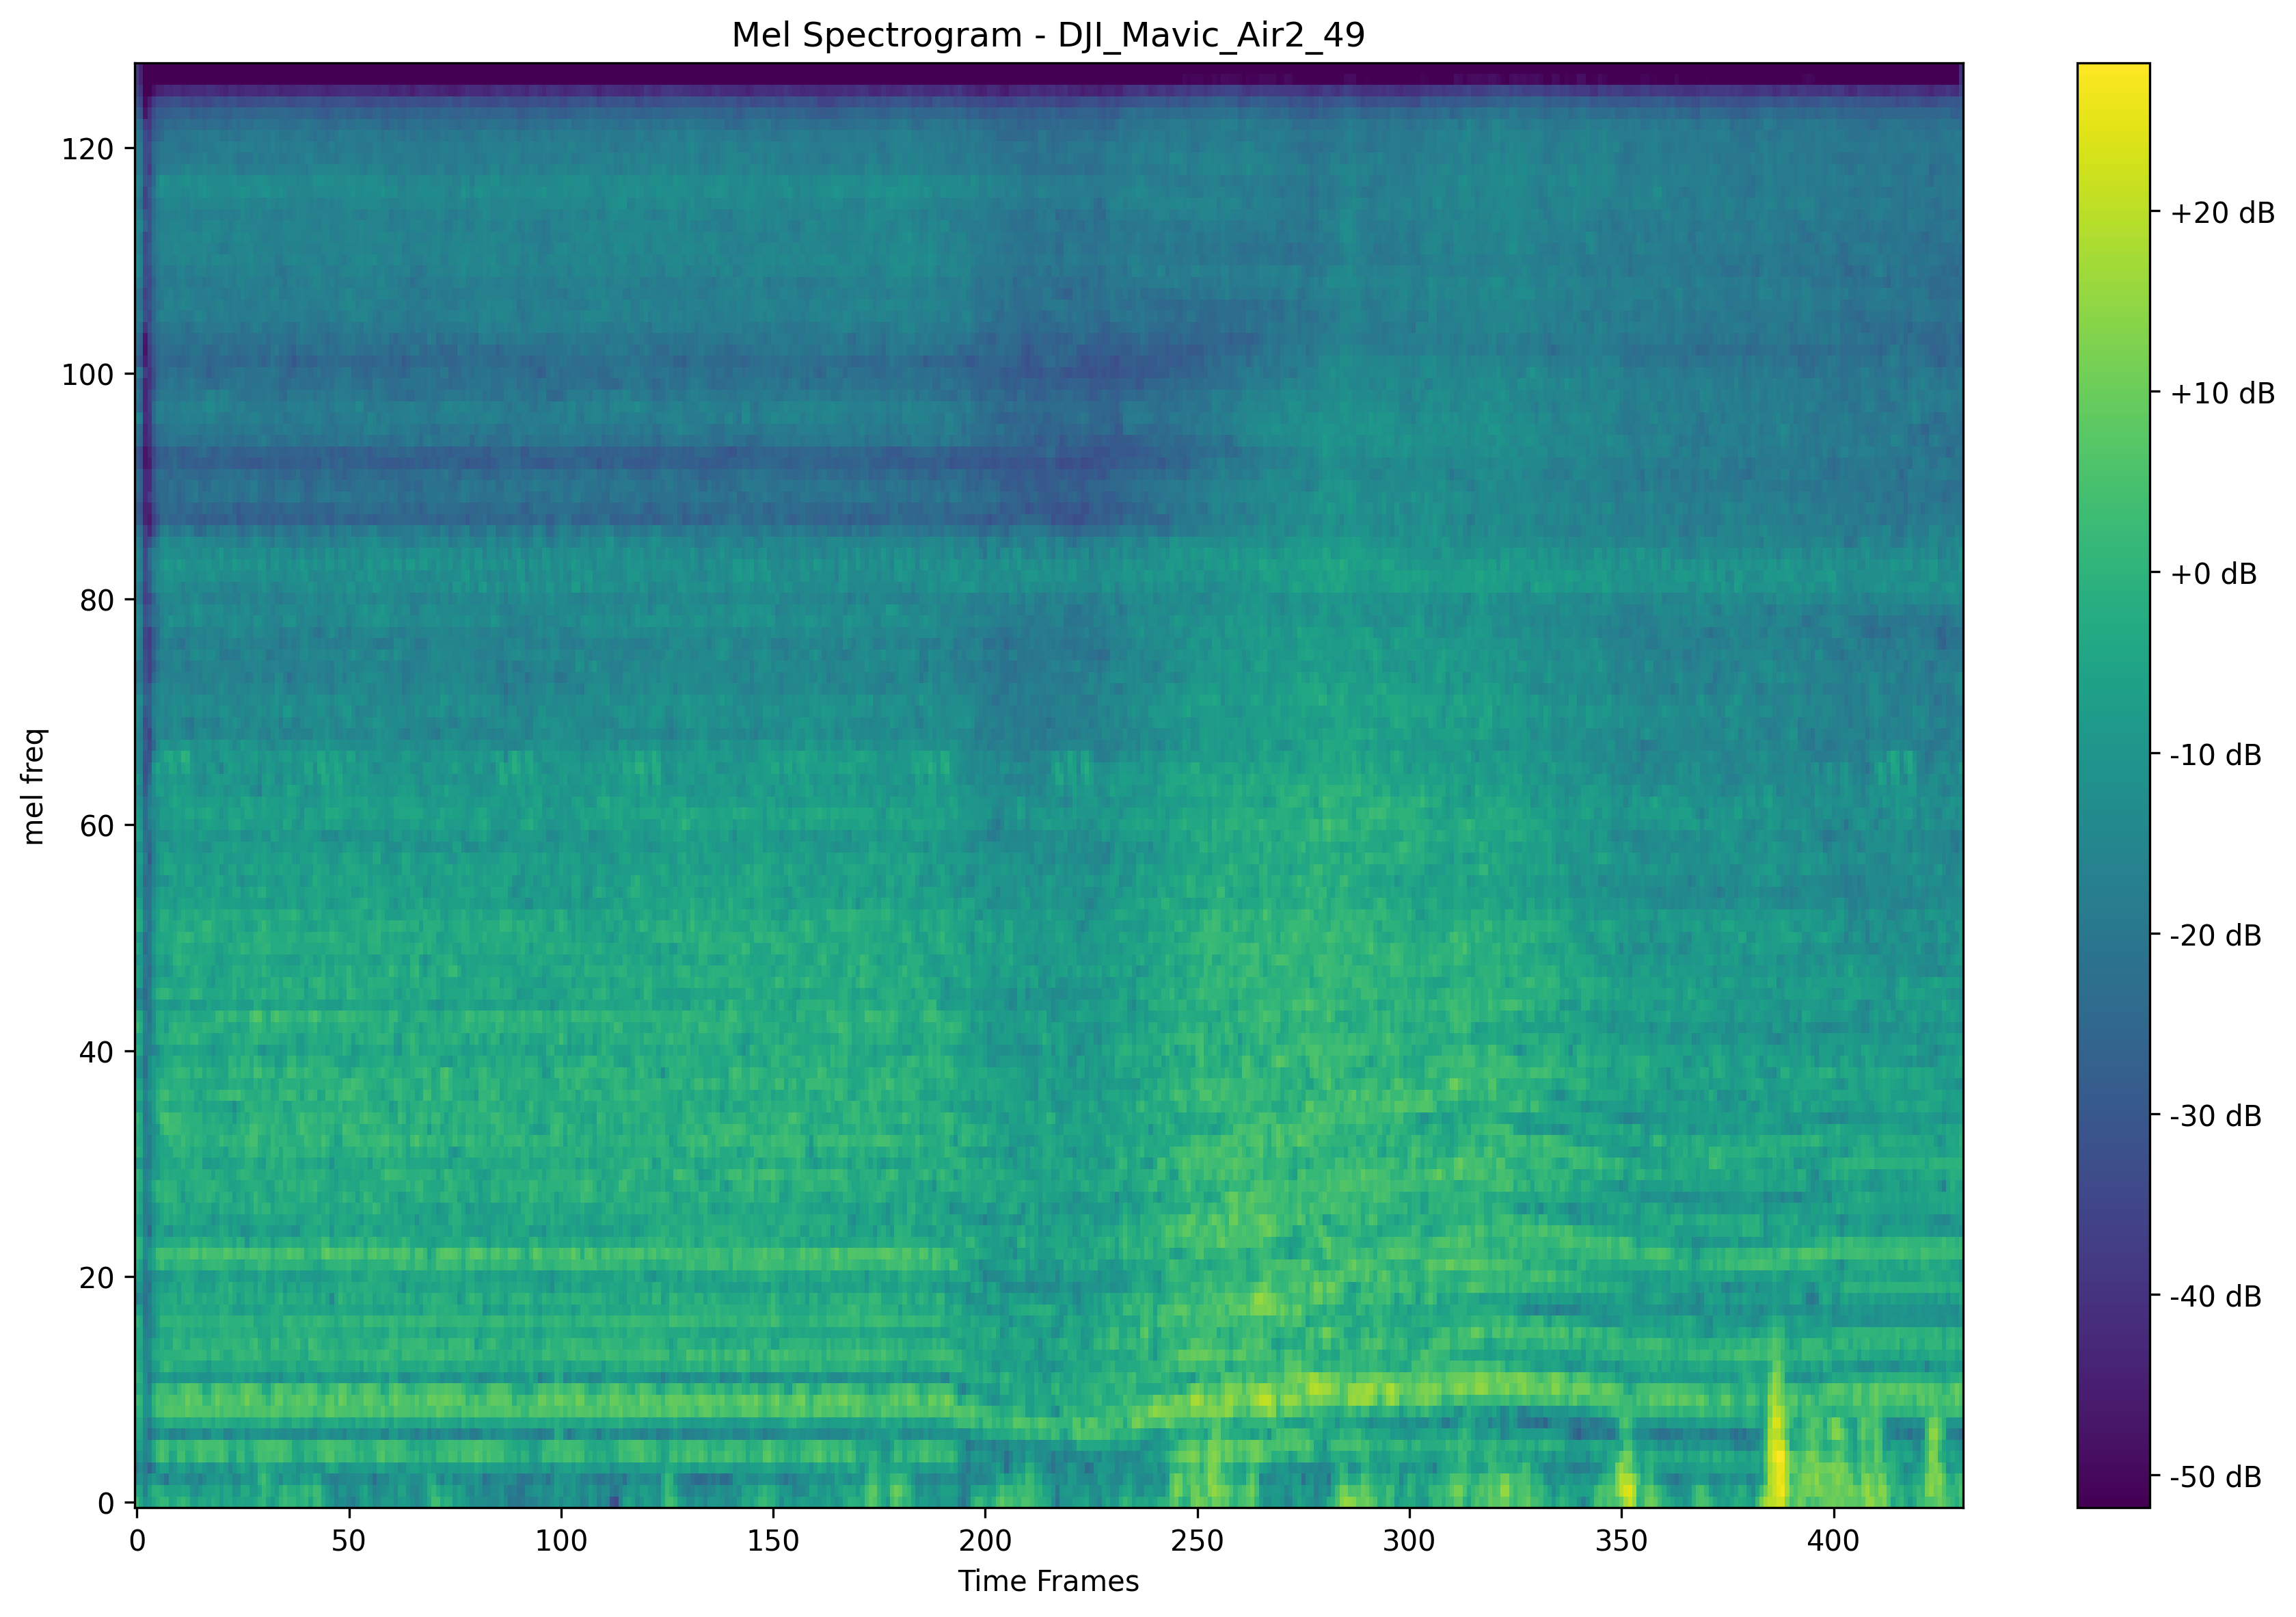 Mel Spectrogram - DJI_Mavic_Air2_49
mel freq
120
100
80
60
40
20
0
0 50 100 150 200 250 300 350 400
Time Frames
+20 dB
+10 dB
+0 dB
-10 dB
-20 dB
-30 dB
-40 dB
-50 dB